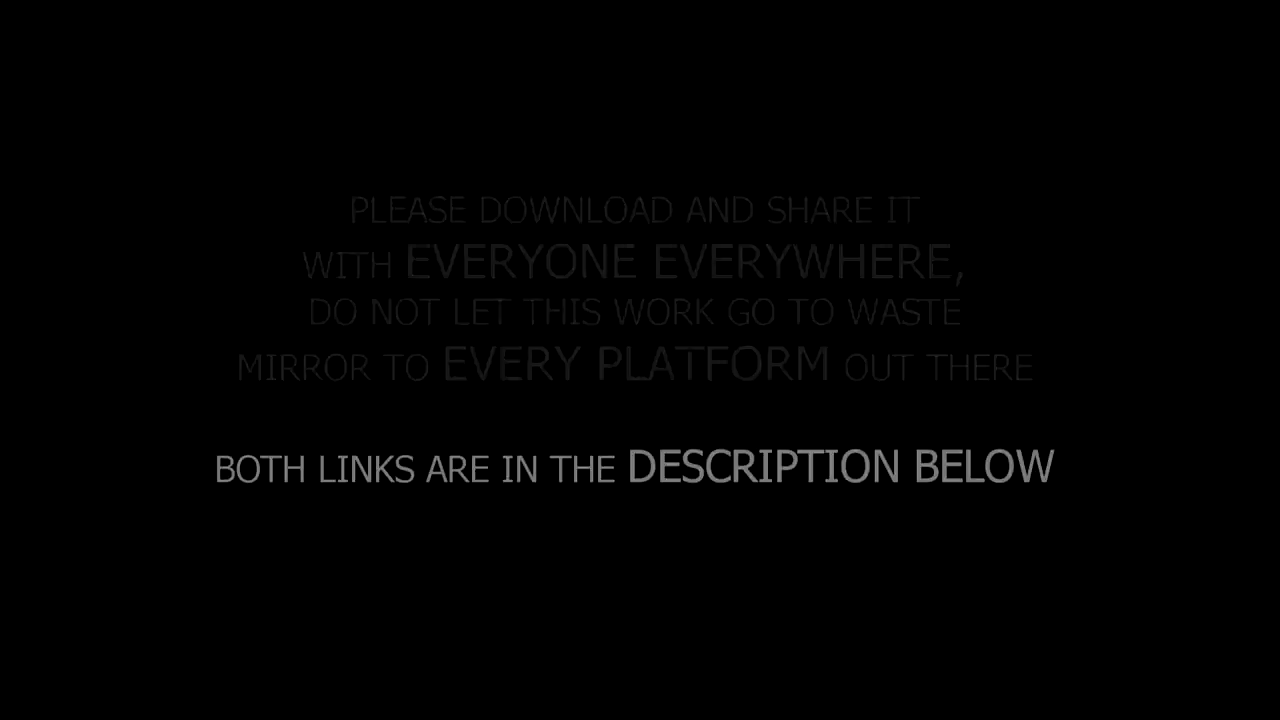 PLEASE DOWNLOAD AND SHARE IT
WITH EVERYONE EVERYWHERE,
DO NOT LET THIS WORK GO TO WASTE
MIRROR TO EVERY PLATFORM OUT THERE
BOTH LINKS ARE IN THE DESCRIPTION BELOW